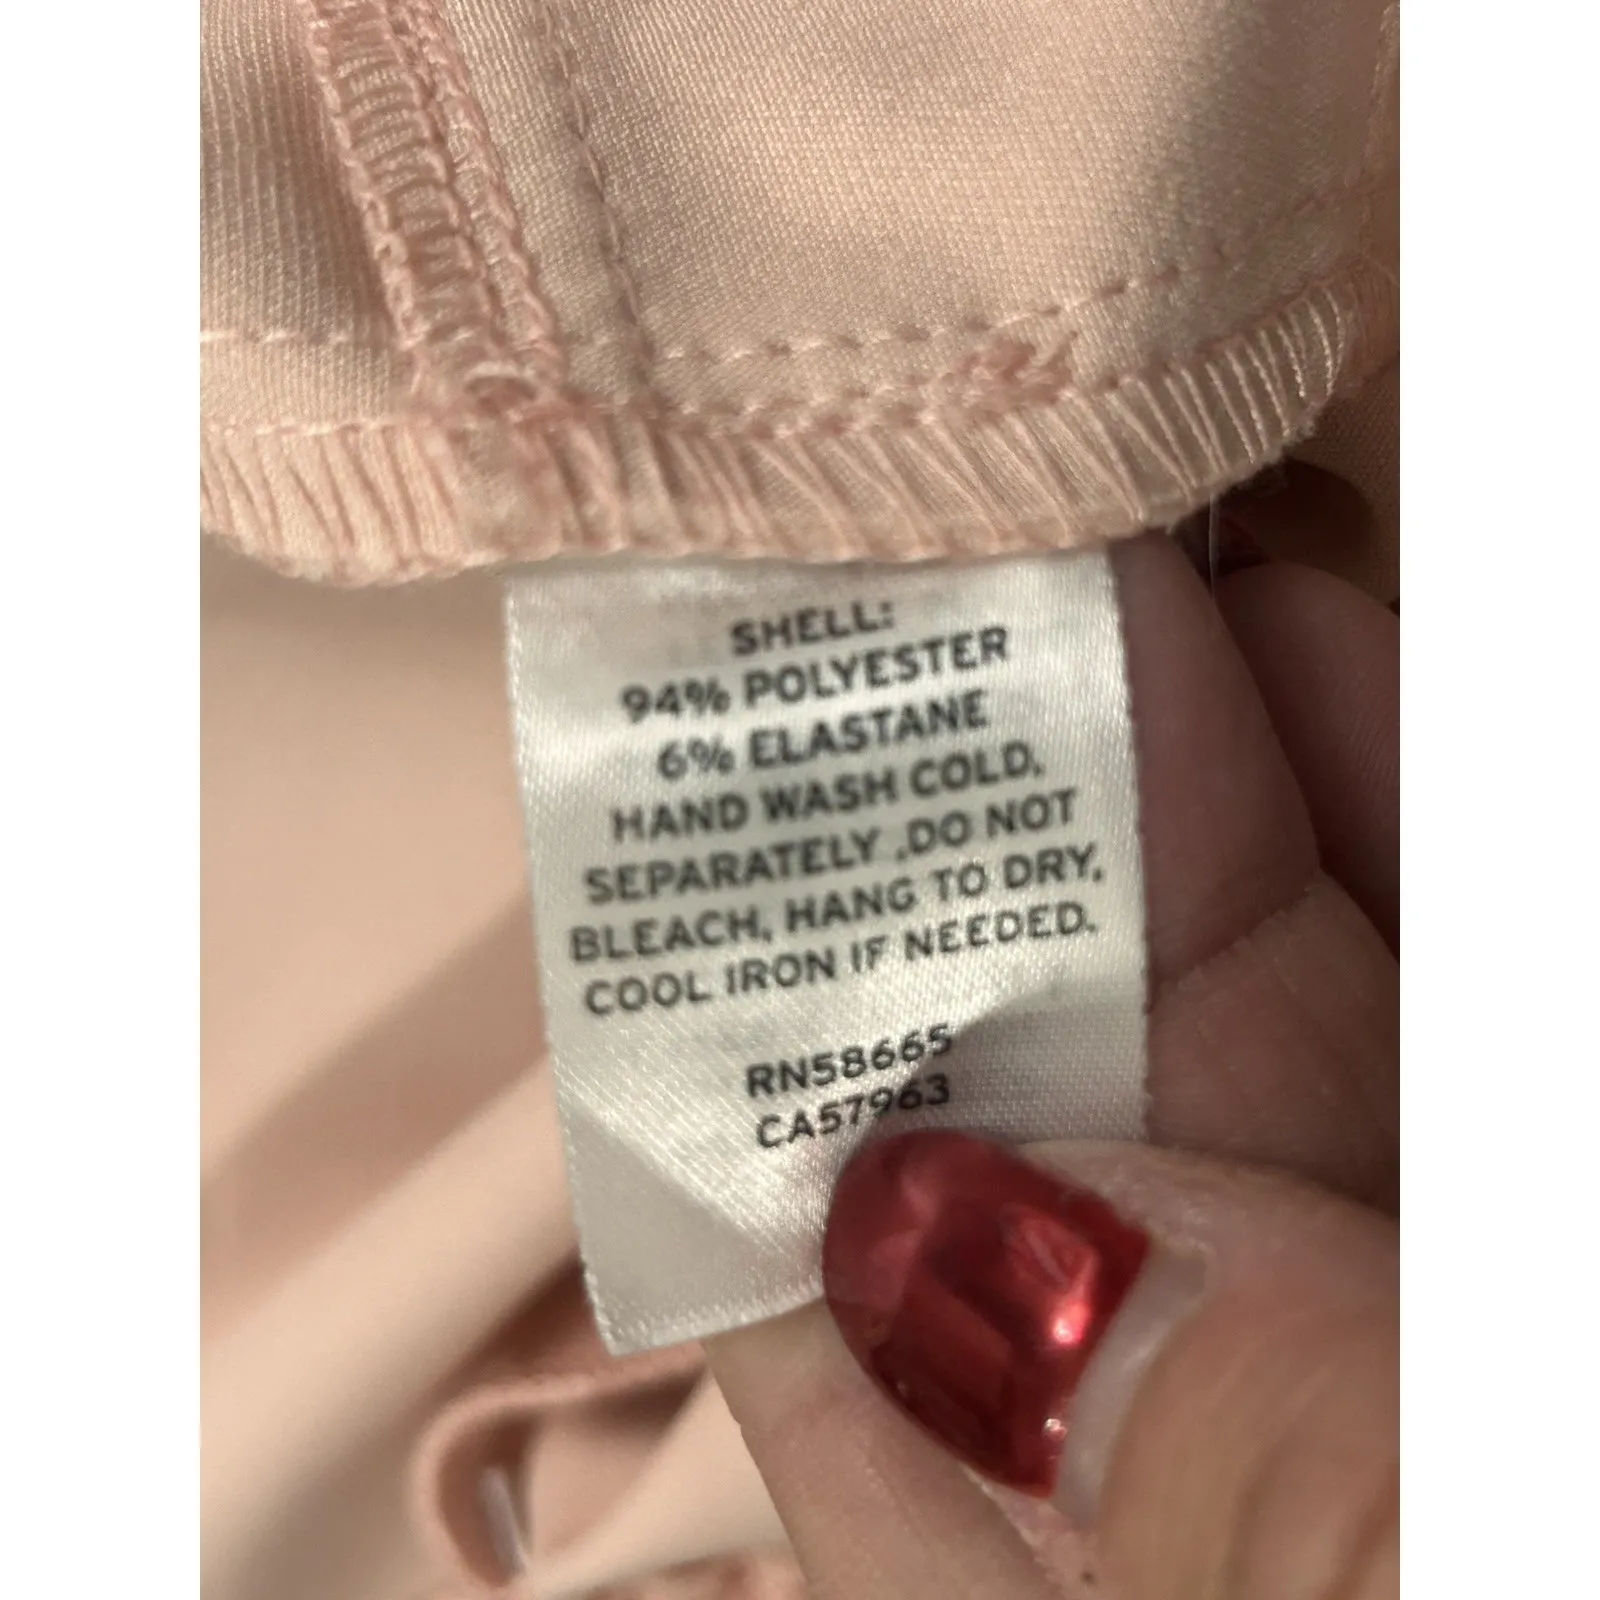 SHELL:
94% POLYESTER
6% ELASTANE
HAND WASH COLD,
SEPARATELY ,DO NOT
BLEACH, HANG TO DRY,
COOL IRON IF NEEDED.
RN58665
CA57963